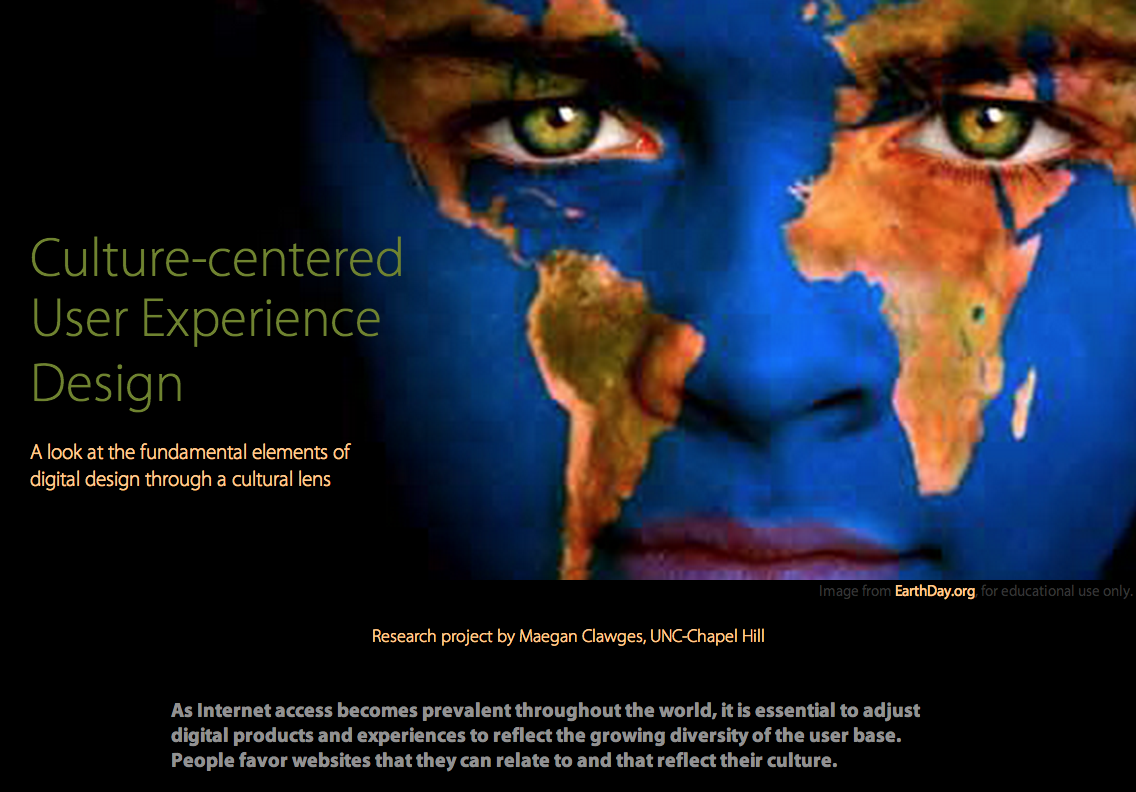 Culture-centered
User Experience
Design
A look at the fundamental elements of
digital design through a cultural lens
Image from EarthDay.org, for educational use only.
Research project by Maegan Clawges, UNC-Chapel Hill
As Internet access becomes prevalent throughout the world, it is essential to adjust
digital products and experiences to reflect the growing diversity of the user base.
People favor websites that they can relate to and that reflect their culture.